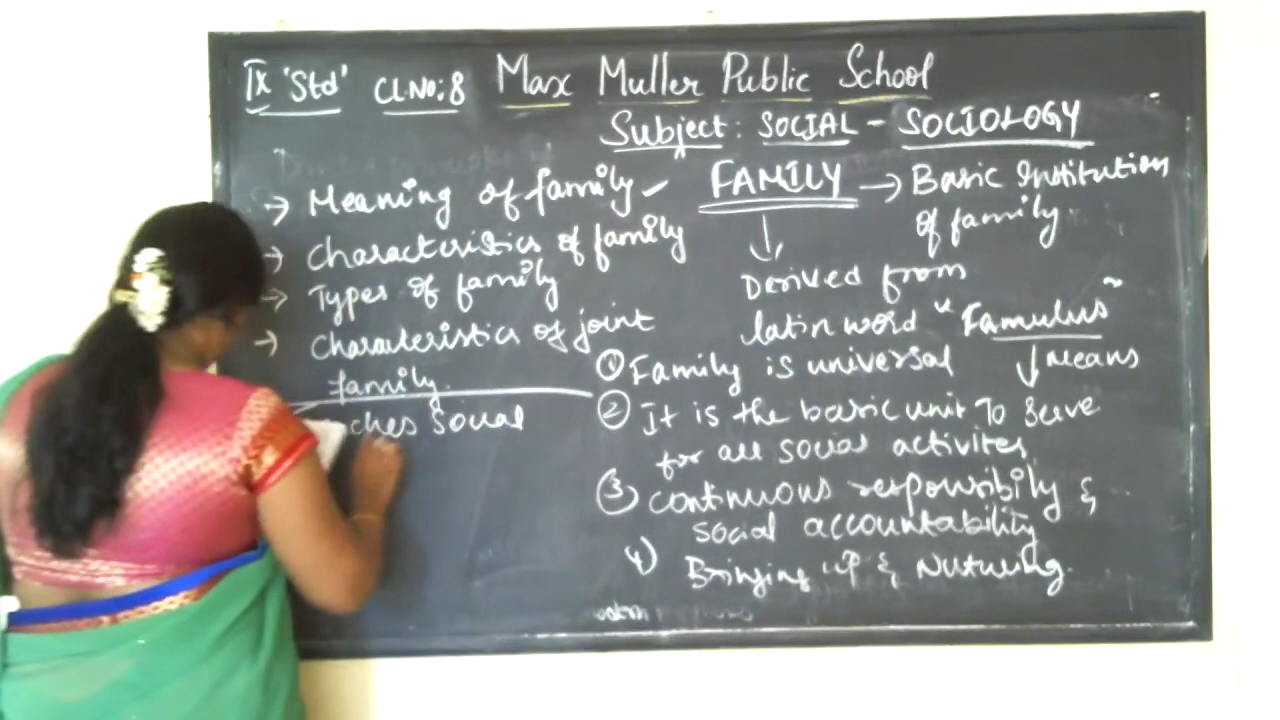 IX 'Std' Cl.No:8 Max Muller Public School
Subject: SOCIAL - SOCIOLOGY
→ Meaning of family
→ Characteristics of family
→ Types of family
→ Characteristics of joint
family.
ches Social
FAMILY → Basic Institution
of family
↓
Derived from
latin word "Famulus"
↓ means
① Family is universal
② It is the basic unit To Serve
for all social activites
③ Continuous responsibily &
social accountability
4) Bringing up & Nuturing.